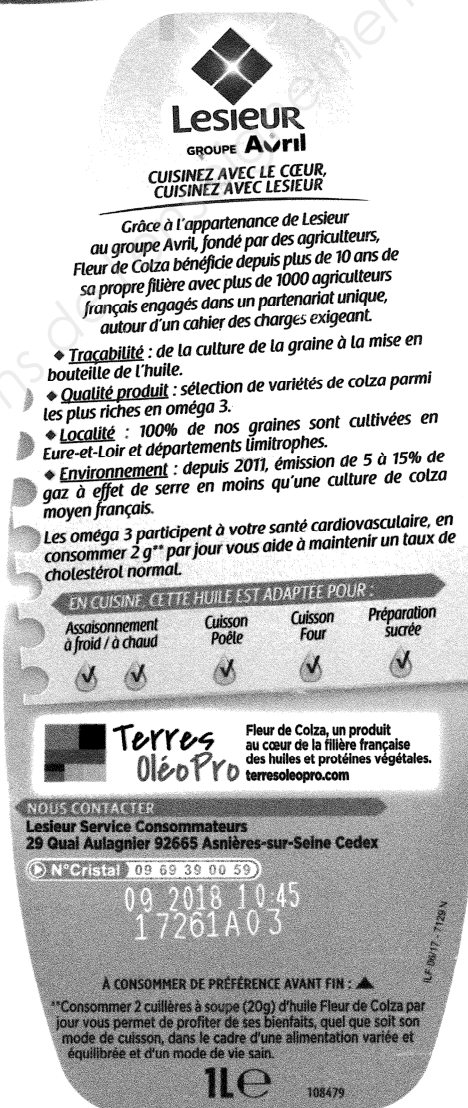 Lesieur
GROUPE Avril
CUISINEZ AVEC LE CŒUR,
CUISINEZ AVEC LESIEUR
Grâce à l'appartenance de Lesieur
au groupe Avril, fondé par des agriculteurs,
Fleur de Colza bénéficie depuis plus de 10 ans de
sa propre filière avec plus de 1000 agriculteurs
français engagés dans un partenariat unique,
autour d'un cahier des charges exigeant.
◆ Traçabilité : de la culture de la graine à la mise en
bouteille de l'huile.
◆ Qualité produit : sélection de variétés de colza parmi
les plus riches en oméga 3.
◆ Localité : 100% de nos graines sont cultivées en
Eure-et-Loir et départements limitrophes.
◆ Environnement : depuis 2011, émission de 5 à 15% de
gaz à effet de serre en moins qu'une culture de colza
moyen français.
Les oméga 3 participent à votre santé cardiovasculaire, en
consommer 2 g** par jour vous aide à maintenir un taux de
cholestérol normal.
EN CUISINE, CETTE HUILE EST ADAPTÉE POUR :
Assaisonnement
à froid / à chaud
Cuisson
Poêle
Cuisson
Four
Préparation
sucrée
Terres
OléoPro
Fleur de Colza, un produit
au cœur de la filière française
des huiles et protéines végétales.
terresoleopro.com
NOUS CONTACTER
Lesieur Service Consommateurs
29 Quai Aulagnier 92665 Asnières-sur-Seine Cedex
N°Cristal 09 69 39 00 59
09 2018 10:45
17261A03
ILF 06/17 - 7129 N
À CONSOMMER DE PRÉFÉRENCE AVANT FIN : ▲
**Consommer 2 cuillères à soupe (20g) d'huile Fleur de Colza par
jour vous permet de profiter de ses bienfaits, quel que soit son
mode de cuisson, dans le cadre d'une alimentation variée et
équilibrée et d'un mode de vie sain.
1L℮
108479